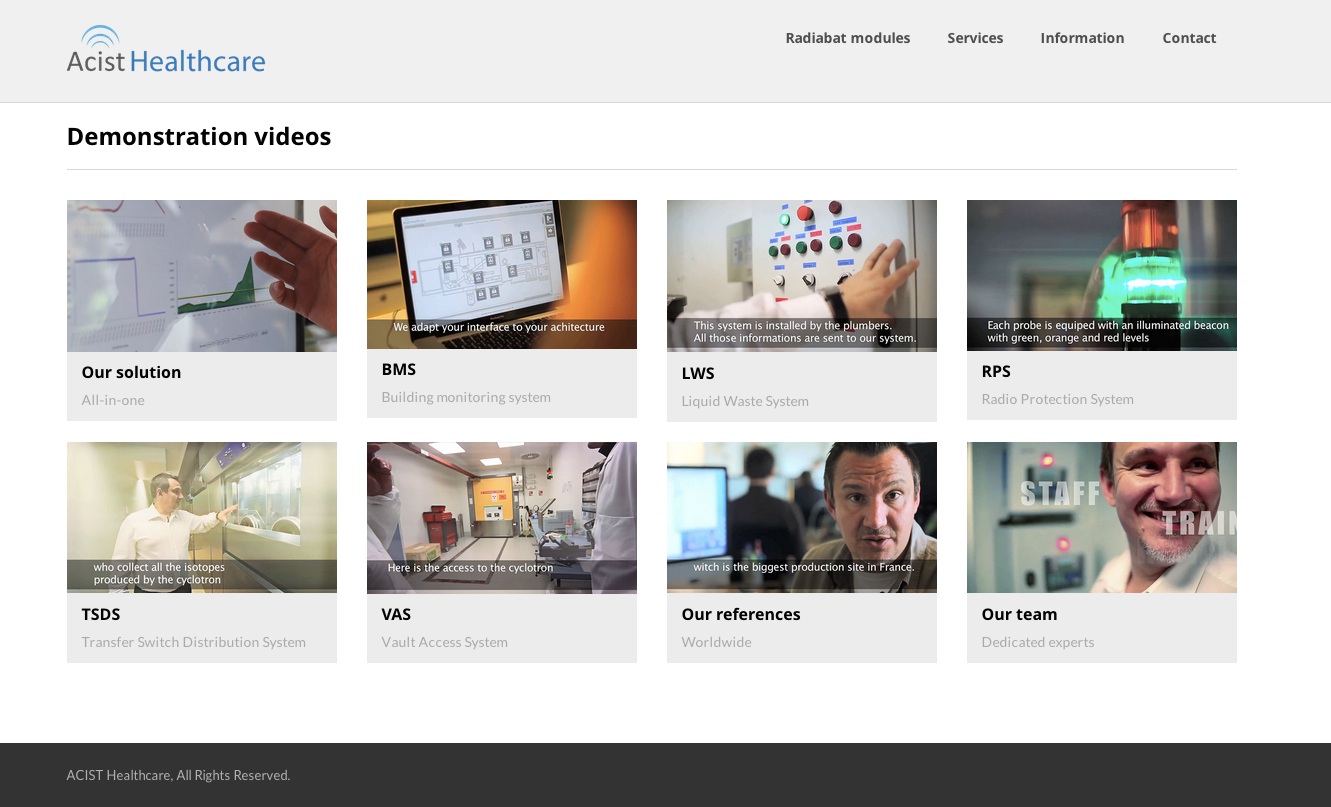 Acist Healthcare
Radiabat modules
Services
Information
Contact
Demonstration videos
Our solution
All-in-one
We adapt your interface to your achitecture
BMS
Building monitoring system
This system is installed by the plumbers.
All those informations are sent to our system.
LWS
Liquid Waste System
Each probe is equiped with an illuminated beacon
with green, orange and red levels
RPS
Radio Protection System
who collect all the isotopes
produced by the cyclotron
TSDS
Transfer Switch Distribution System
Here is the access to the cyclotron
VAS
Vault Access System
witch is the biggest production site in France.
Our references
Worldwide
STAFF
TRAIN
Our team
Dedicated experts
ACIST Healthcare, All Rights Reserved.